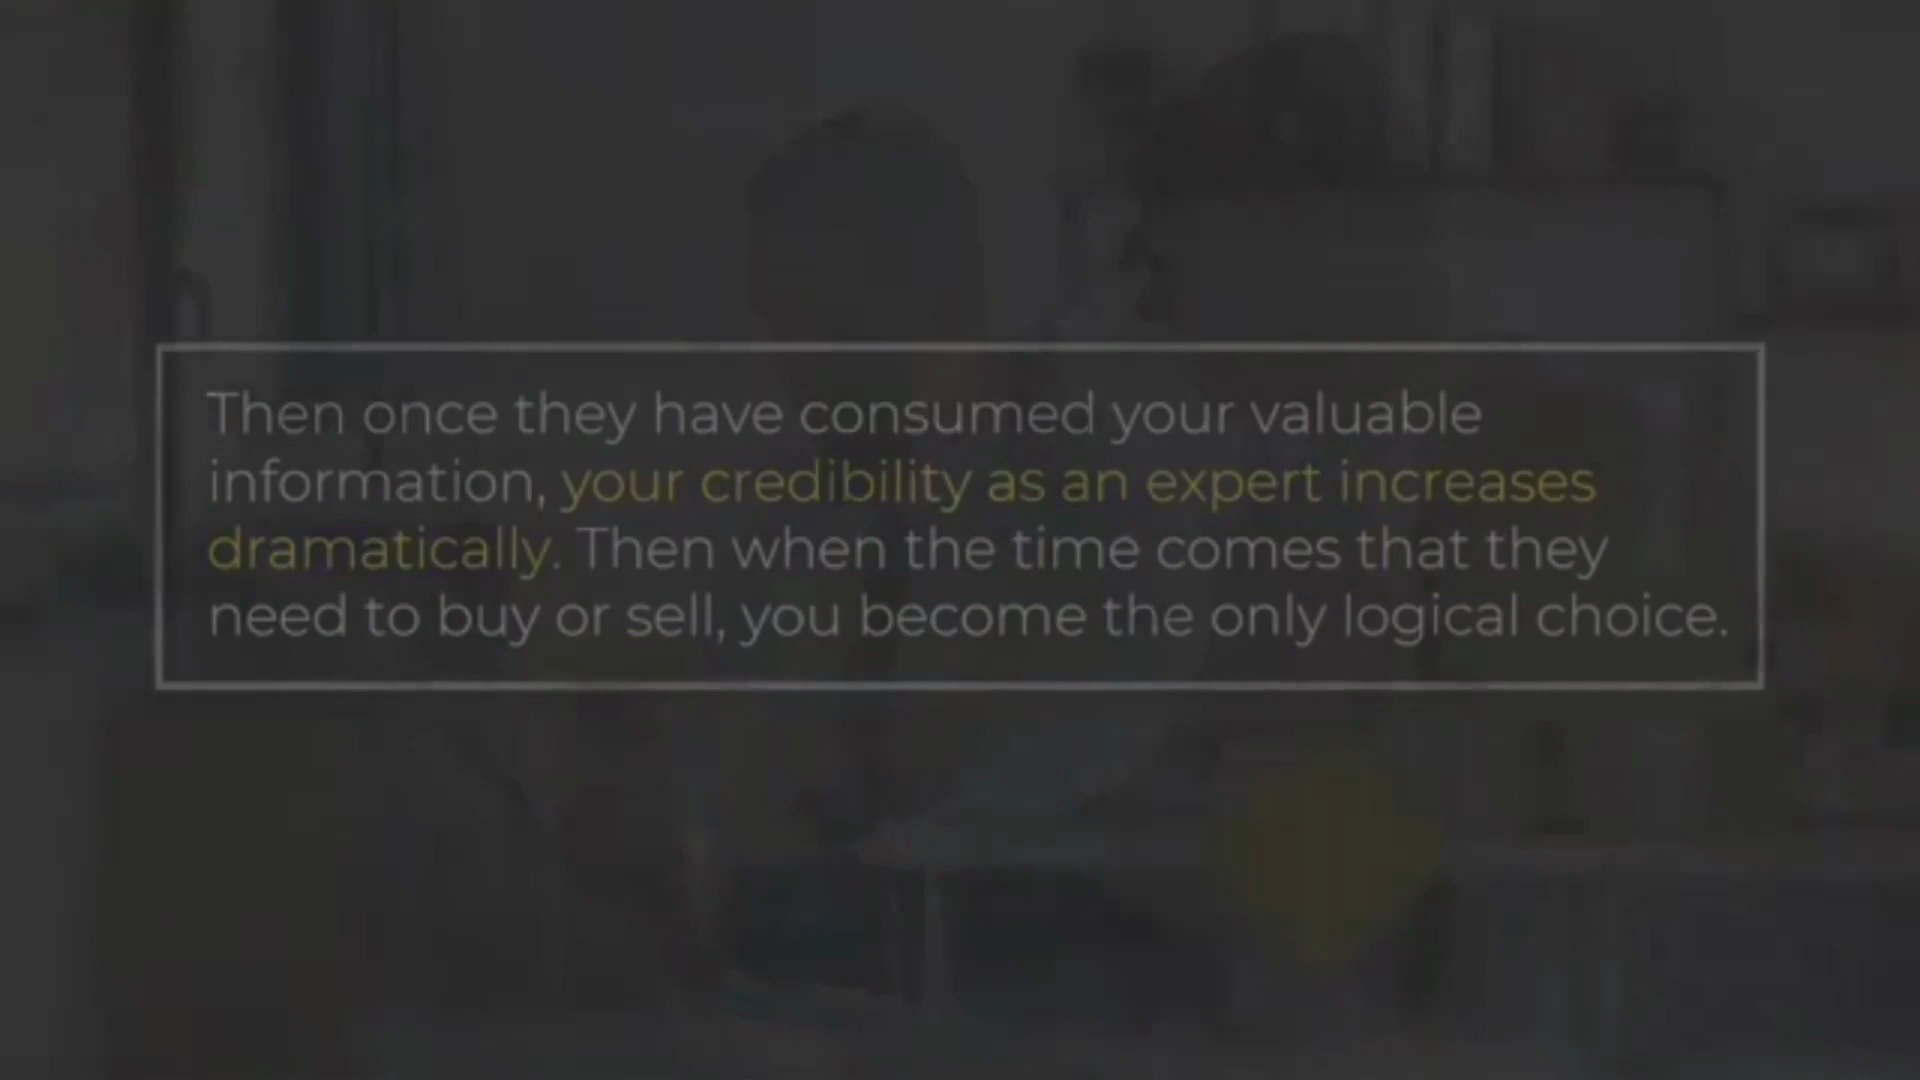 Then once they have consumed your valuable
information, your credibility as an expert increases
dramatically. Then when the time comes that they
need to buy or sell, you become the only logical choice.